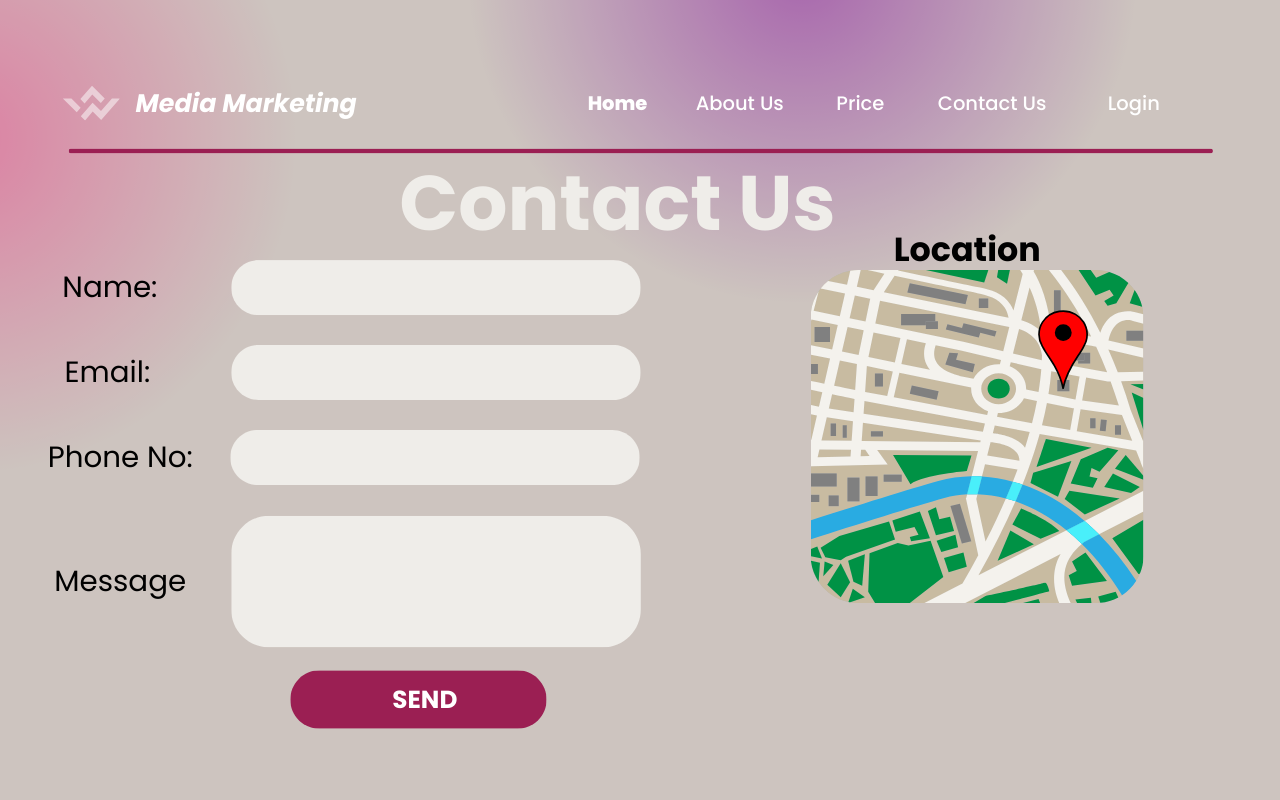 Media Marketing
Home
About Us
Price
Contact Us
Login
Contact Us
Location
Name:
Email:
Phone No:
Message
SEND